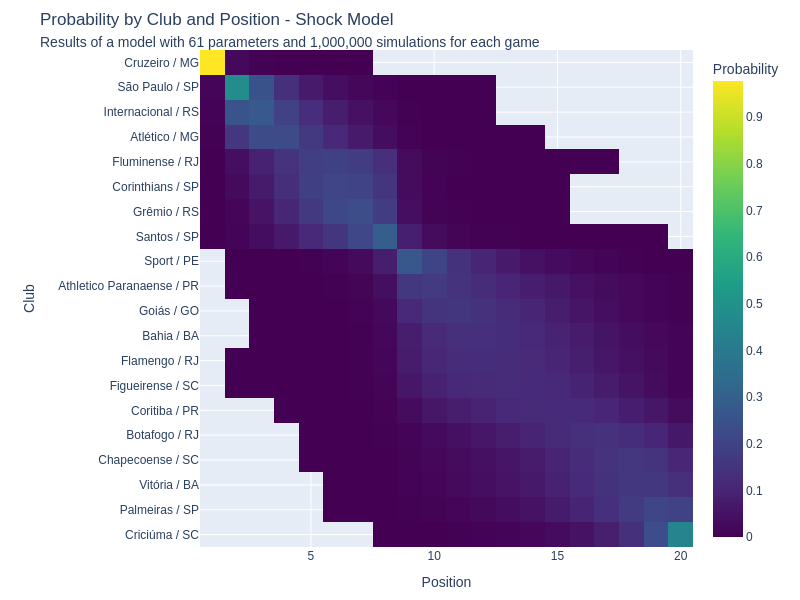 Probability by Club and Position - Shock Model
Results of a model with 61 parameters and 1,000,000 simulations for each game
Probability
Club
Cruzeiro / MG
São Paulo / SP
Internacional / RS
Atlético / MG
Fluminense / RJ
Corinthians / SP
Grêmio / RS
Santos / SP
Sport / PE
Athletico Paranaense / PR
Goiás / GO
Bahia / BA
Flamengo / RJ
Figueirense / SC
Coritiba / PR
Botafogo / RJ
Chapecoense / SC
Vitória / BA
Palmeiras / SP
Criciúma / SC
0.9
0.8
0.7
0.6
0.5
0.4
0.3
0.2
0.1
0
5 10 15 20
Position